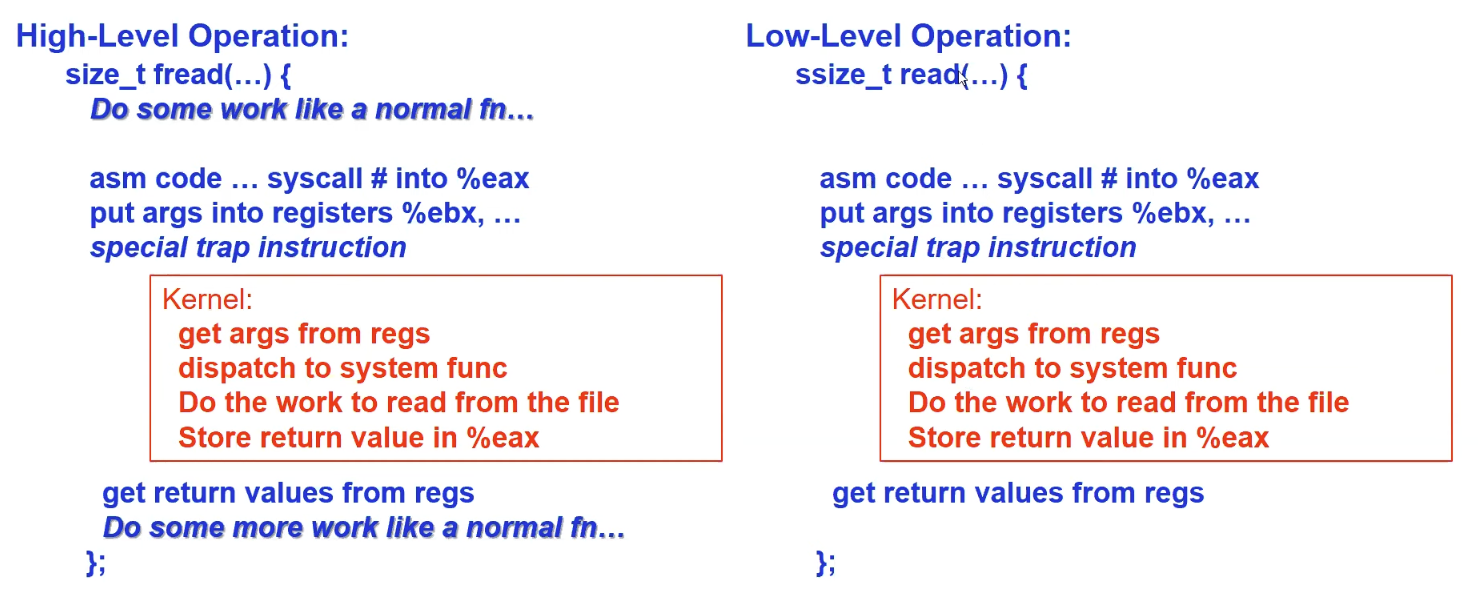 High-Level Operation:
size_t fread(…) {
Do some work like a normal fn…
asm code … syscall # into %eax
put args into registers %ebx, …
special trap instruction
Kernel:
get args from regs
dispatch to system func
Do the work to read from the file
Store return value in %eax
get return values from regs
Do some more work like a normal fn…
};
Low-Level Operation:
ssize_t read(…) {
asm code … syscall # into %eax
put args into registers %ebx, …
special trap instruction
Kernel:
get args from regs
dispatch to system func
Do the work to read from the file
Store return value in %eax
get return values from regs
};